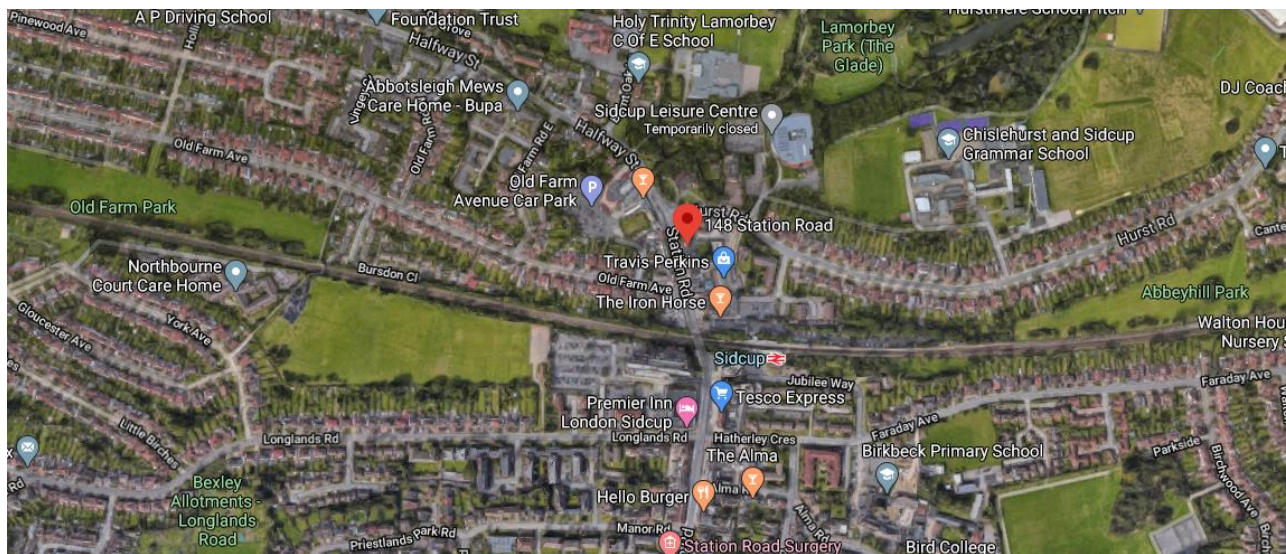 A P Driving School
Foundation Trust
Pinewood Ave
Halfway St
Holy Trinity Lamorbey
C Of E School
Lamorbey
Park (The
Glade)
Hurstmere School Pitch
DJ Coach
Abbotsleigh Mews
Care Home - Bupa
Sidcup Leisure Centre
Temporarily closed
Halfway St
Chislehurst and Sidcup
Grammar School
Old Farm Ave
Old Farm
Avenue Car Park
Hurst Rd
148 Station Road
Station Rd
Hurst Rd
Old Farm Park
Northbourne
Court Care Home
Bursdon Cl
Travis Perkins
Old Farm Ave
The Iron Horse
Abbeyhill Park
Walton Hou
Nursery S
Gloucester Ave
York Ave
Sidcup
Jubilee Way
Faraday Ave
Premier Inn
London Sidcup
Tesco Express
Little Birches
Longlands Rd
Longlands Rd
Hatherley Cres
Faraday Ave
The Alma
Birkbeck Primary School
Parkside
Birchwood Ave
x
Rd
Bexley
Allotments -
Longlands
Road
Hello Burger
Alma Rd
Manor Rd
Priestlands Park Rd
Station Road Surgery
Bird College